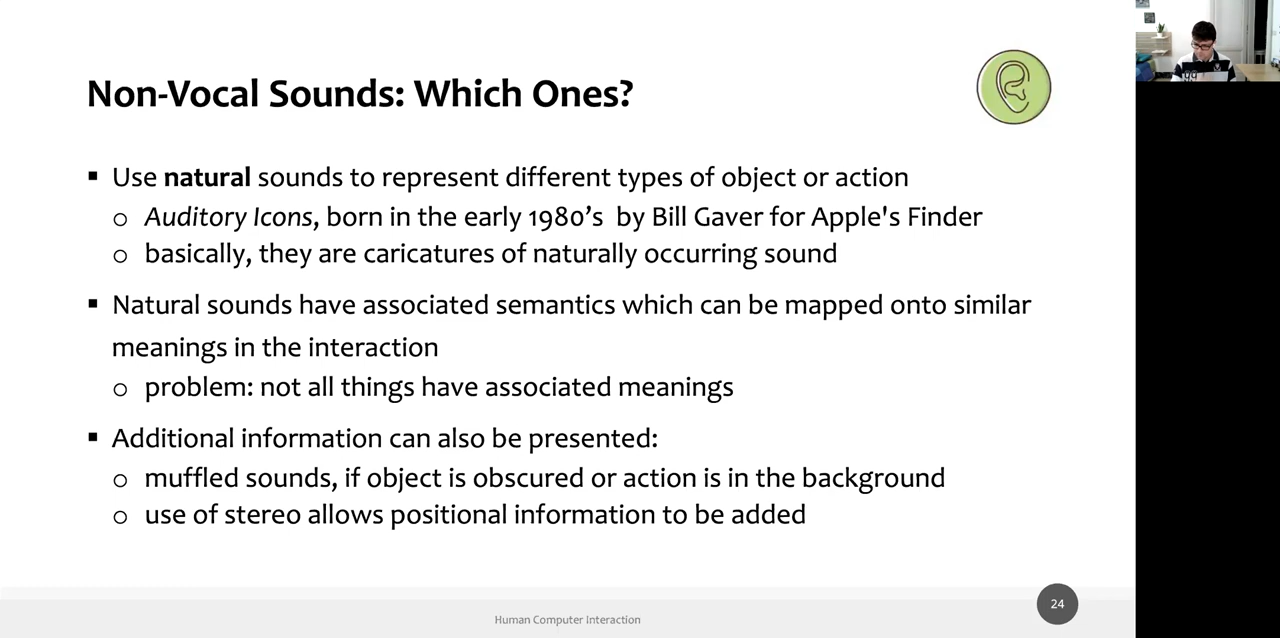 Non-Vocal Sounds: Which Ones?
▪ Use natural sounds to represent different types of object or action
o Auditory Icons, born in the early 1980’s  by Bill Gaver for Apple's Finder
o basically, they are caricatures of naturally occurring sound
▪ Natural sounds have associated semantics which can be mapped onto similar
meanings in the interaction
o problem: not all things have associated meanings
▪ Additional information can also be presented:
o muffled sounds, if object is obscured or action is in the background
o use of stereo allows positional information to be added
24
Human Computer Interaction